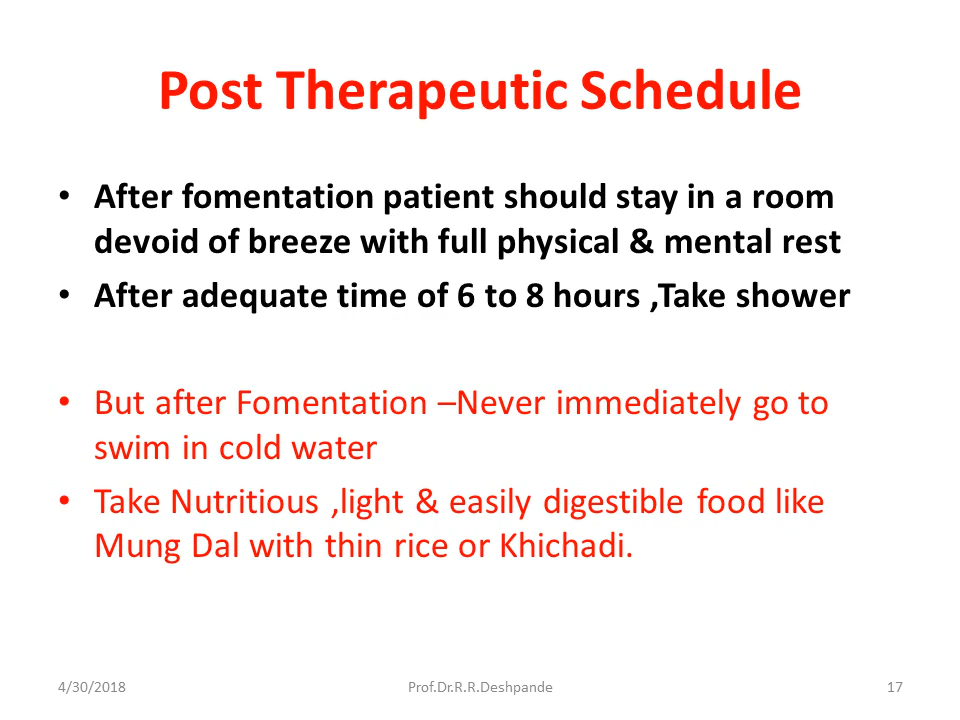 Post Therapeutic Schedule
• After fomentation patient should stay in a room
devoid of breeze with full physical & mental rest
• After adequate time of 6 to 8 hours ,Take shower
• But after Fomentation –Never immediately go to
swim in cold water
• Take Nutritious ,light & easily digestible food like
Mung Dal with thin rice or Khichadi.
4/30/2018 Prof.Dr.R.R.Deshpande 17